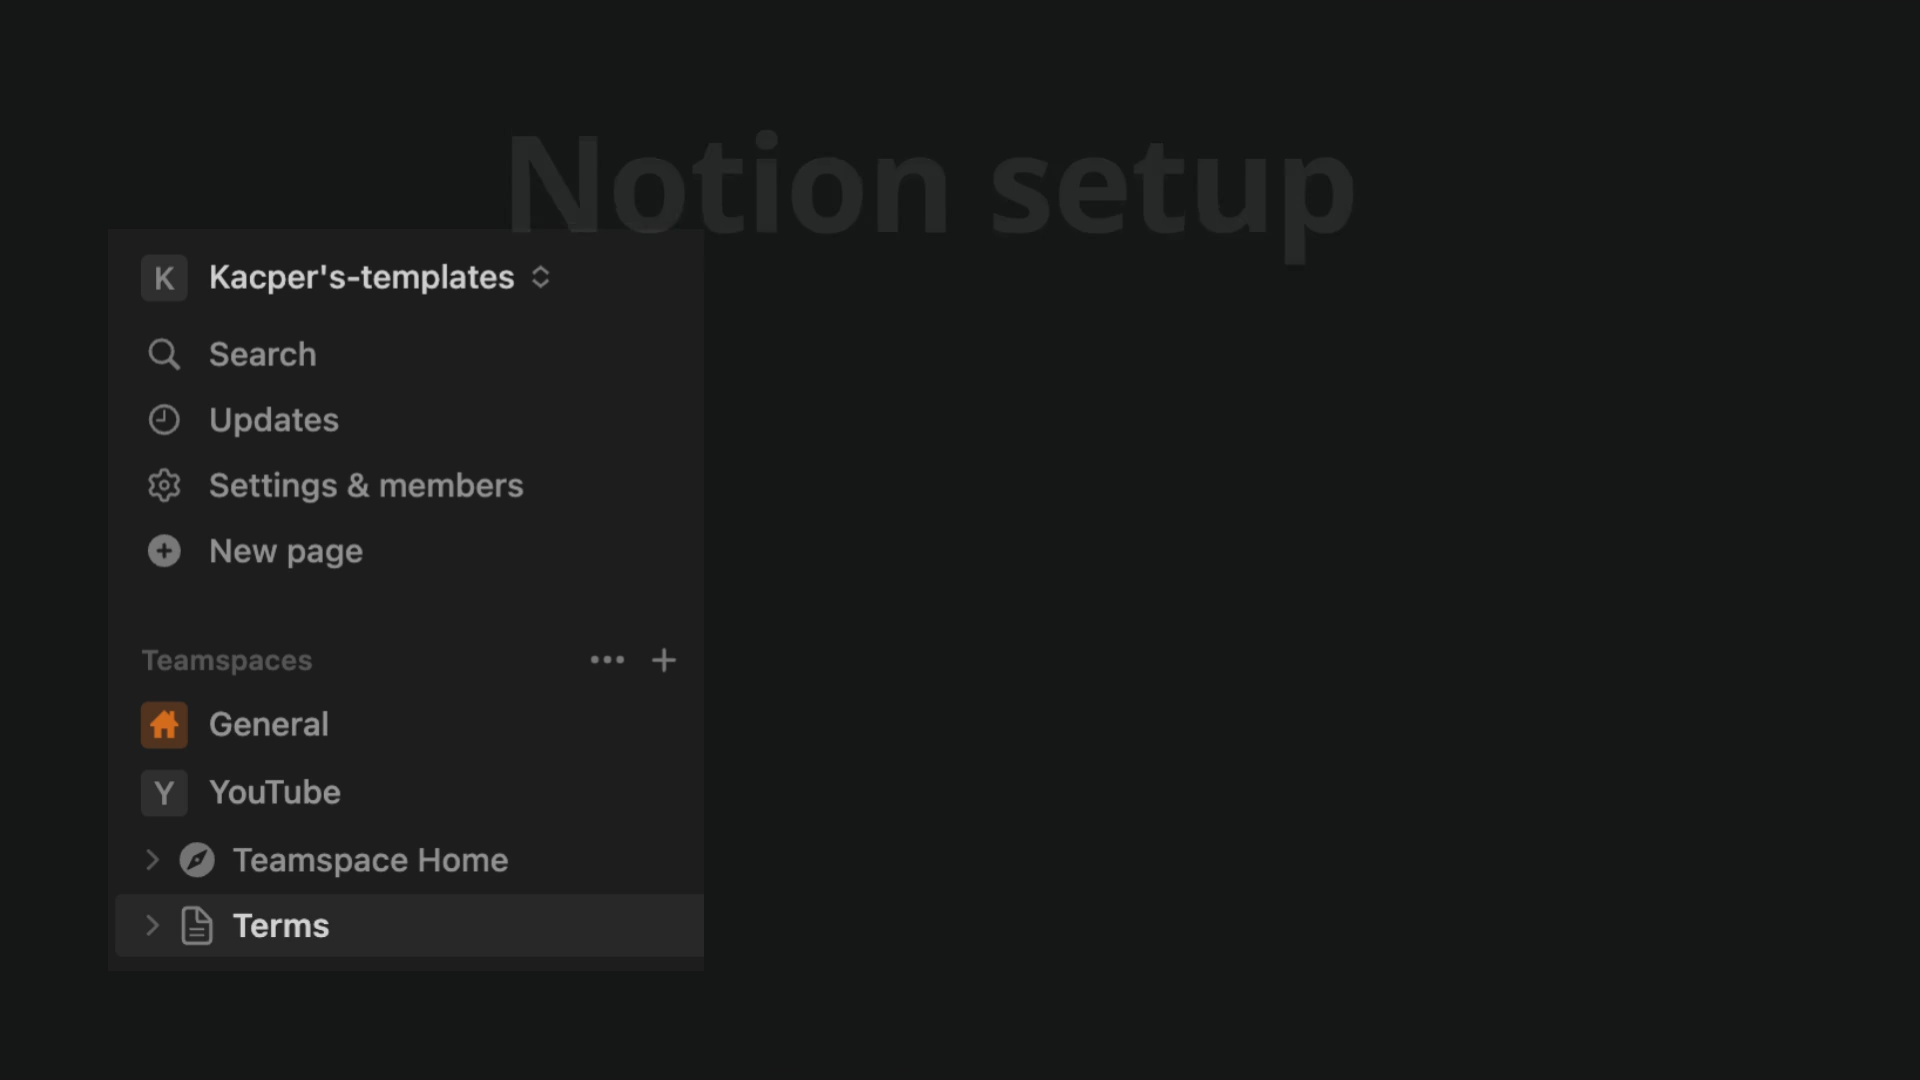 Notion setup
K Kacper's-templates
Search
Updates
Settings & members
New page
Teamspaces
General
Y YouTube
Teamspace Home
Terms